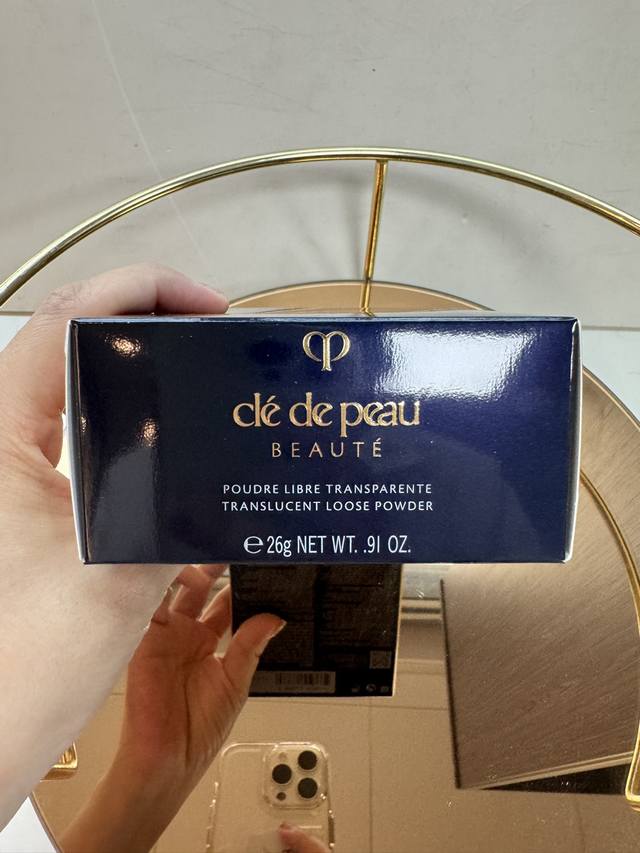 clé de peau
BEAUTÉ
POUDRE LIBRE TRANSPARENTE
TRANSLUCENT LOOSE POWDER
℮ 26g NET WT. .91 OZ.